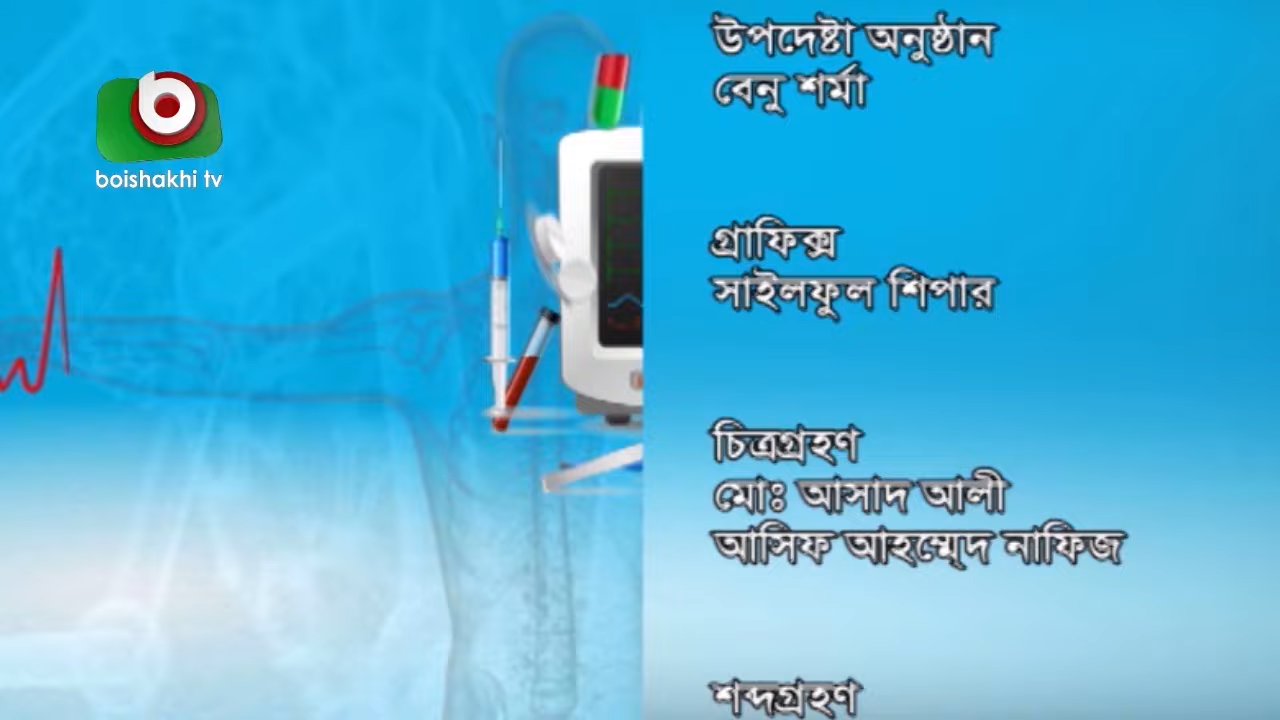 boishakhi tv
উপদেষ্টা অনুষ্ঠান
বেনু শর্মা
গ্রাফিক্স
সাইলফুল শিপার
চিত্রগ্রহণ
মোঃ আসাদ আলী
আসিফ আহম্মেদ নাফিজ
শব্দগ্রহণ